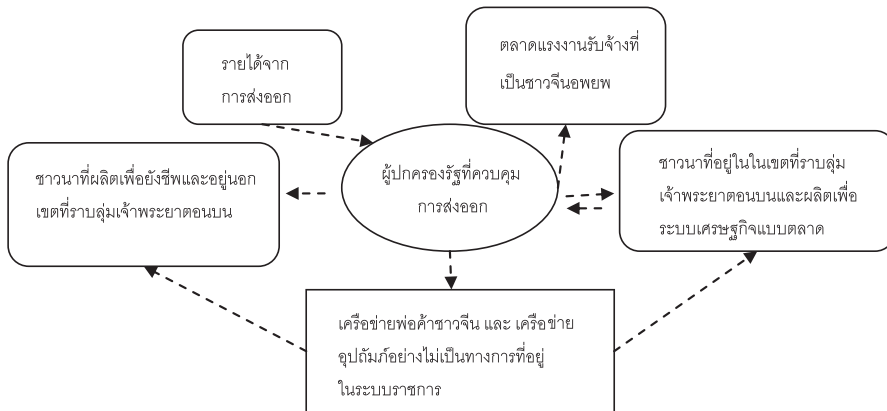 รายได้จาก
การส่งออก
ตลาดแรงงานรับจ้างที่
เป็นชาวจีนอพยพ
ชาวนาที่ผลิตเพื่อยังชีพและอยู่นอก
เขตที่ราบลุ่มเจ้าพระยาตอนบน
ผู้ปกครองรัฐที่ควบคุม
การส่งออก
ชาวนาที่อยู่ในในเขตที่ราบลุ่ม
เจ้าพระยาตอนบนและผลิตเพื่อ
ระบบเศรษฐกิจแบบตลาด
เครือข่ายพ่อค้าชาวจีน และ เครือข่าย
อุปถัมภ์อย่างไม่เป็นทางการที่อยู่
ในระบบราชการ